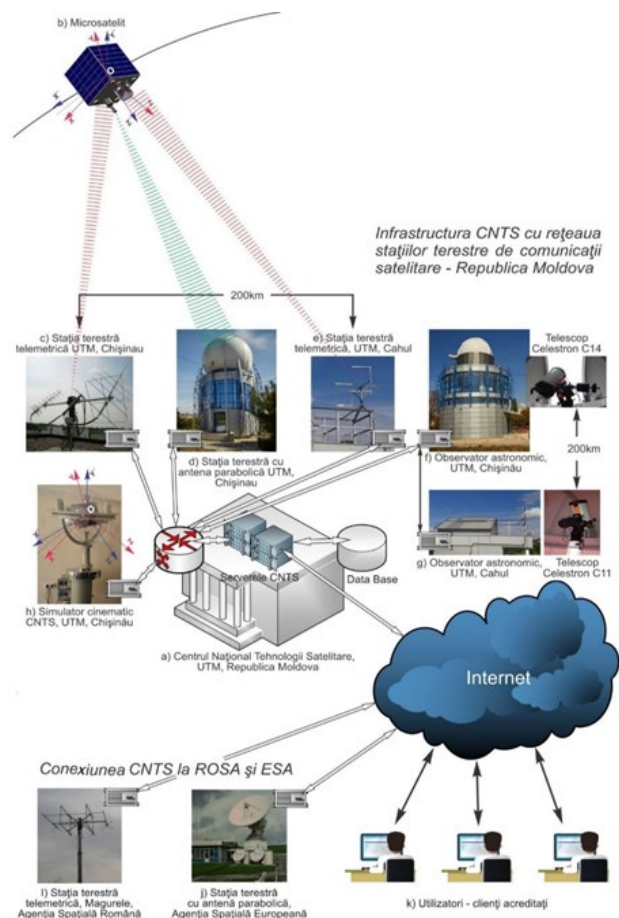 b) Microsatelit
Infrastructura CNTS cu rețeaua
stațiilor terestre de comunicații
satelitare - Republica Moldova
200km
c) Stația terestră
telemetrică UTM, Chișinau
e) Stația terestră
telemetrică, UTM, Cahul
Telescop
Celestron C14
d) Stația terestră cu
antena parabolică UTM,
Chișinau
f) Observator astronomic,
UTM, Chișinău
200km
h) Simulator cinematic
CNTS, UTM, Chișinău
Serverile CNTS
Data Base
g) Observator astronomic,
UTM, Cahul
Telescop
Celestron C11
a) Centrul Național Tehnologii Satelitare,
UTM, Republica Moldova
Internet
Conexiunea CNTS la ROSA și ESA
l) Stația terestră
telemetrică, Magurele,
Agenția Spațială Română
j) Stația terestră
cu antenă parabolică,
Agenția Spațială Europeană
k) Utilizatori - clienți acreditați